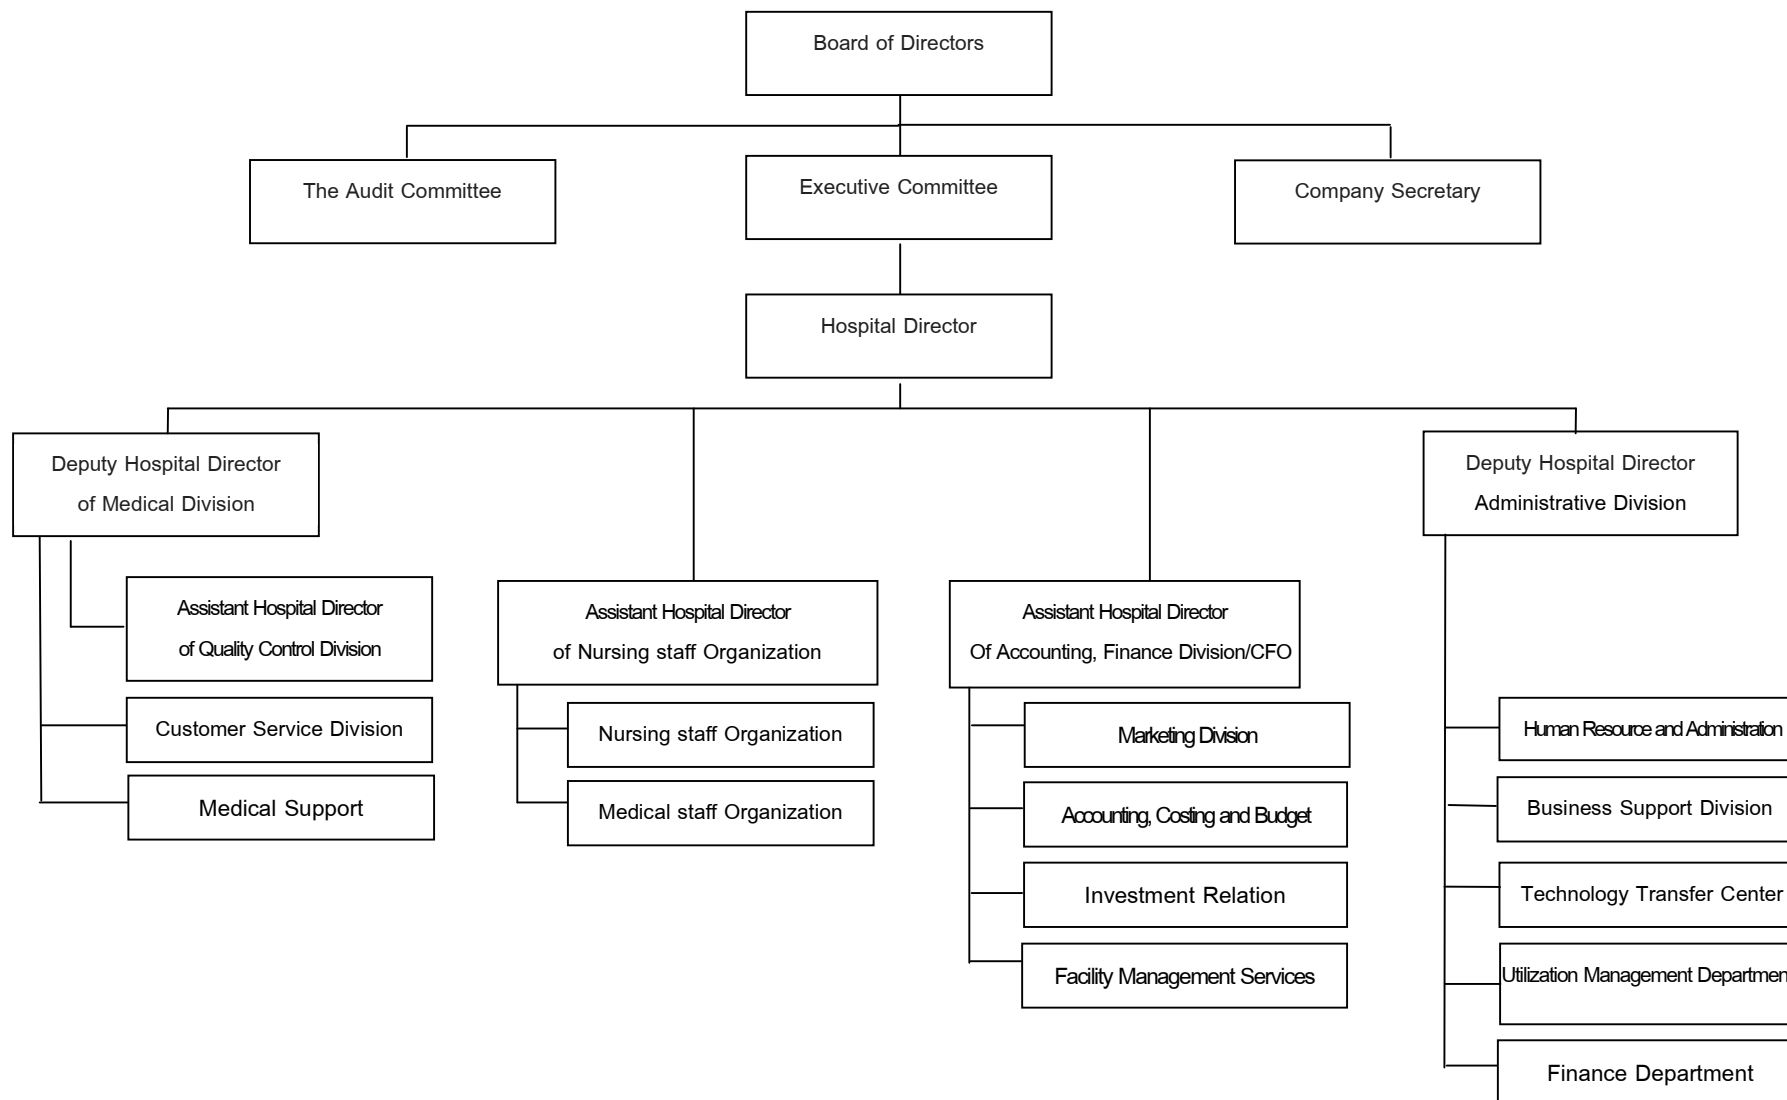 Board of Directors
The Audit Committee
Executive Committee
Company Secretary
Hospital Director
Deputy Hospital Director
of Medical Division
Deputy Hospital Director
Administrative Division
Assistant Hospital Director
of Quality Control Division
Customer Service Division
Medical Support
Assistant Hospital Director
of Nursing staff Organization
Nursing staff Organization
Medical staff Organization
Assistant Hospital Director
Of Accounting, Finance Division/CFO
Marketing Division
Accounting, Costing and Budget
Investment Relation
Facility Management Services
Human Resource and Administration
Business Support Division
Technology Transfer Center
Utilization Management Departmen
Finance Department